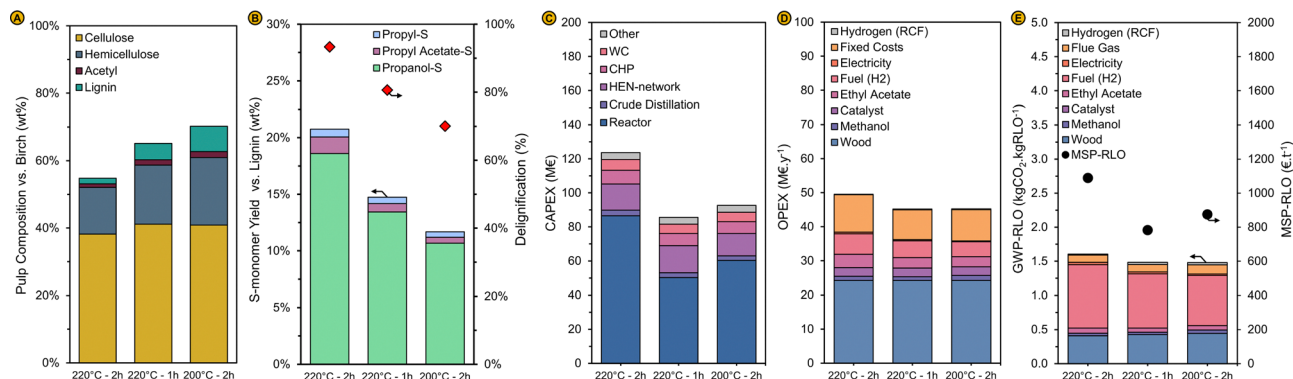 A
Pulp Composition vs. Birch (wt%)
100%
80%
60%
40%
20%
0%
Cellulose
Hemicellulose
Acetyl
Lignin
220°C - 2h
220°C - 1h
200°C - 2h
B
S-monomer Yield vs. Lignin (wt%)
30%
25%
20%
15%
10%
5%
0%
Propyl-S
Propyl Acetate-S
Propanol-S
100%
80%
60%
40%
20%
0%
Delignification (%)
220°C - 2h
220°C - 1h
200°C - 2h
C
CAPEX (M€)
200
180
160
140
120
100
80
60
40
20
0
Other
WC
CHP
HEN-network
Crude Distillation
Reactor
220°C - 2h
220°C - 1h
200°C - 2h
D
OPEX (M€.y⁻¹)
100
90
80
70
60
50
40
30
20
10
0
Hydrogen (RCF)
Fixed Costs
Electricity
Fuel (H2)
Ethyl Acetate
Catalyst
Methanol
Wood
220°C - 2h
220°C - 1h
200°C - 2h
E
GWP-RLO (kgCO₂.kgRLO⁻¹)
5.0
4.5
4.0
3.5
3.0
2.5
2.0
1.5
1.0
0.5
0.0
Hydrogen (RCF)
Flue Gas
Electricity
Fuel (H2)
Ethyl Acetate
Catalyst
Methanol
Wood
MSP-RLO
2000
1800
1600
1400
1200
1000
800
600
400
200
0
MSP-RLO (€.t⁻¹)
220°C - 2h
220°C - 1h
200°C - 2h